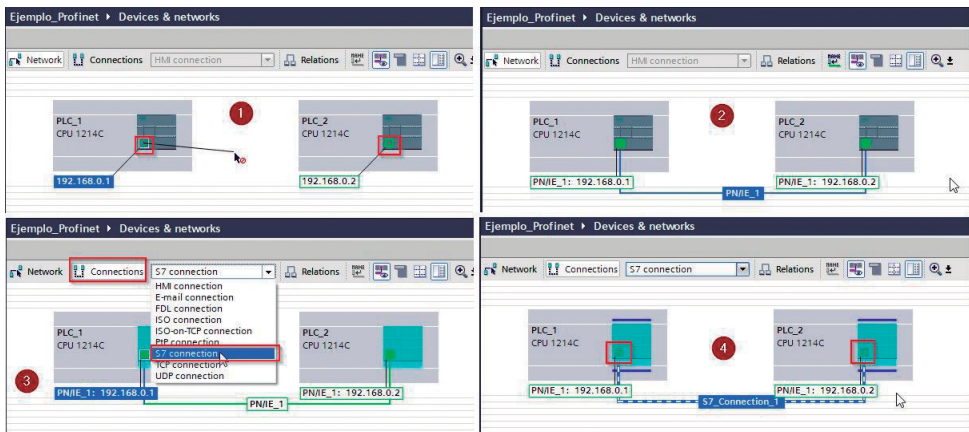 Ejemplo_Profinet ▸ Devices & networks
Network Connections HMI connection Relations
1
PLC_1
CPU 1214C
PLC_2
CPU 1214C
192.168.0.1
192.168.0.2
Ejemplo_Profinet ▸ Devices & networks
Network Connections HMI connection Relations
2
PLC_1
CPU 1214C
PLC_2
CPU 1214C
PN/IE_1: 192.168.0.1
PN/IE_1: 192.168.0.2
PN/IE_1
Ejemplo_Profinet ▸ Devices & networks
Network Connections S7 connection Relations
HMI connection
E-mail connection
FDL connection
ISO connection
ISO-on-TCP connection
PtP connection
S7 connection
TCP connection
UDP connection
PLC_1
CPU 1214C
PLC_2
CPU 1214C
3
PN/IE_1: 192.168.0.1
PN/IE_1: 192.168.0.2
PN/IE_1
Ejemplo_Profinet ▸ Devices & networks
Network Connections S7 connection Relations
PLC_1
CPU 1214C
PLC_2
CPU 1214C
4
PN/IE_1: 192.168.0.1
PN/IE_1: 192.168.0.2
S7_Connection_1